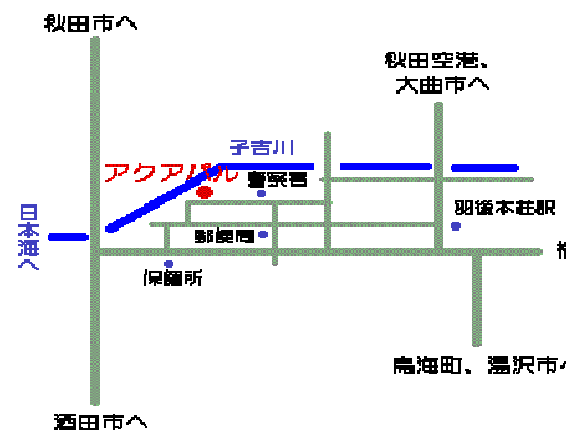 秋田市へ
秋田空港、
大曲市へ
子吉川
アクアパル
警察署
日本海へ
羽後本荘駅
郵便局
保健所
鳥海町、湯沢市へ
酒田市へ